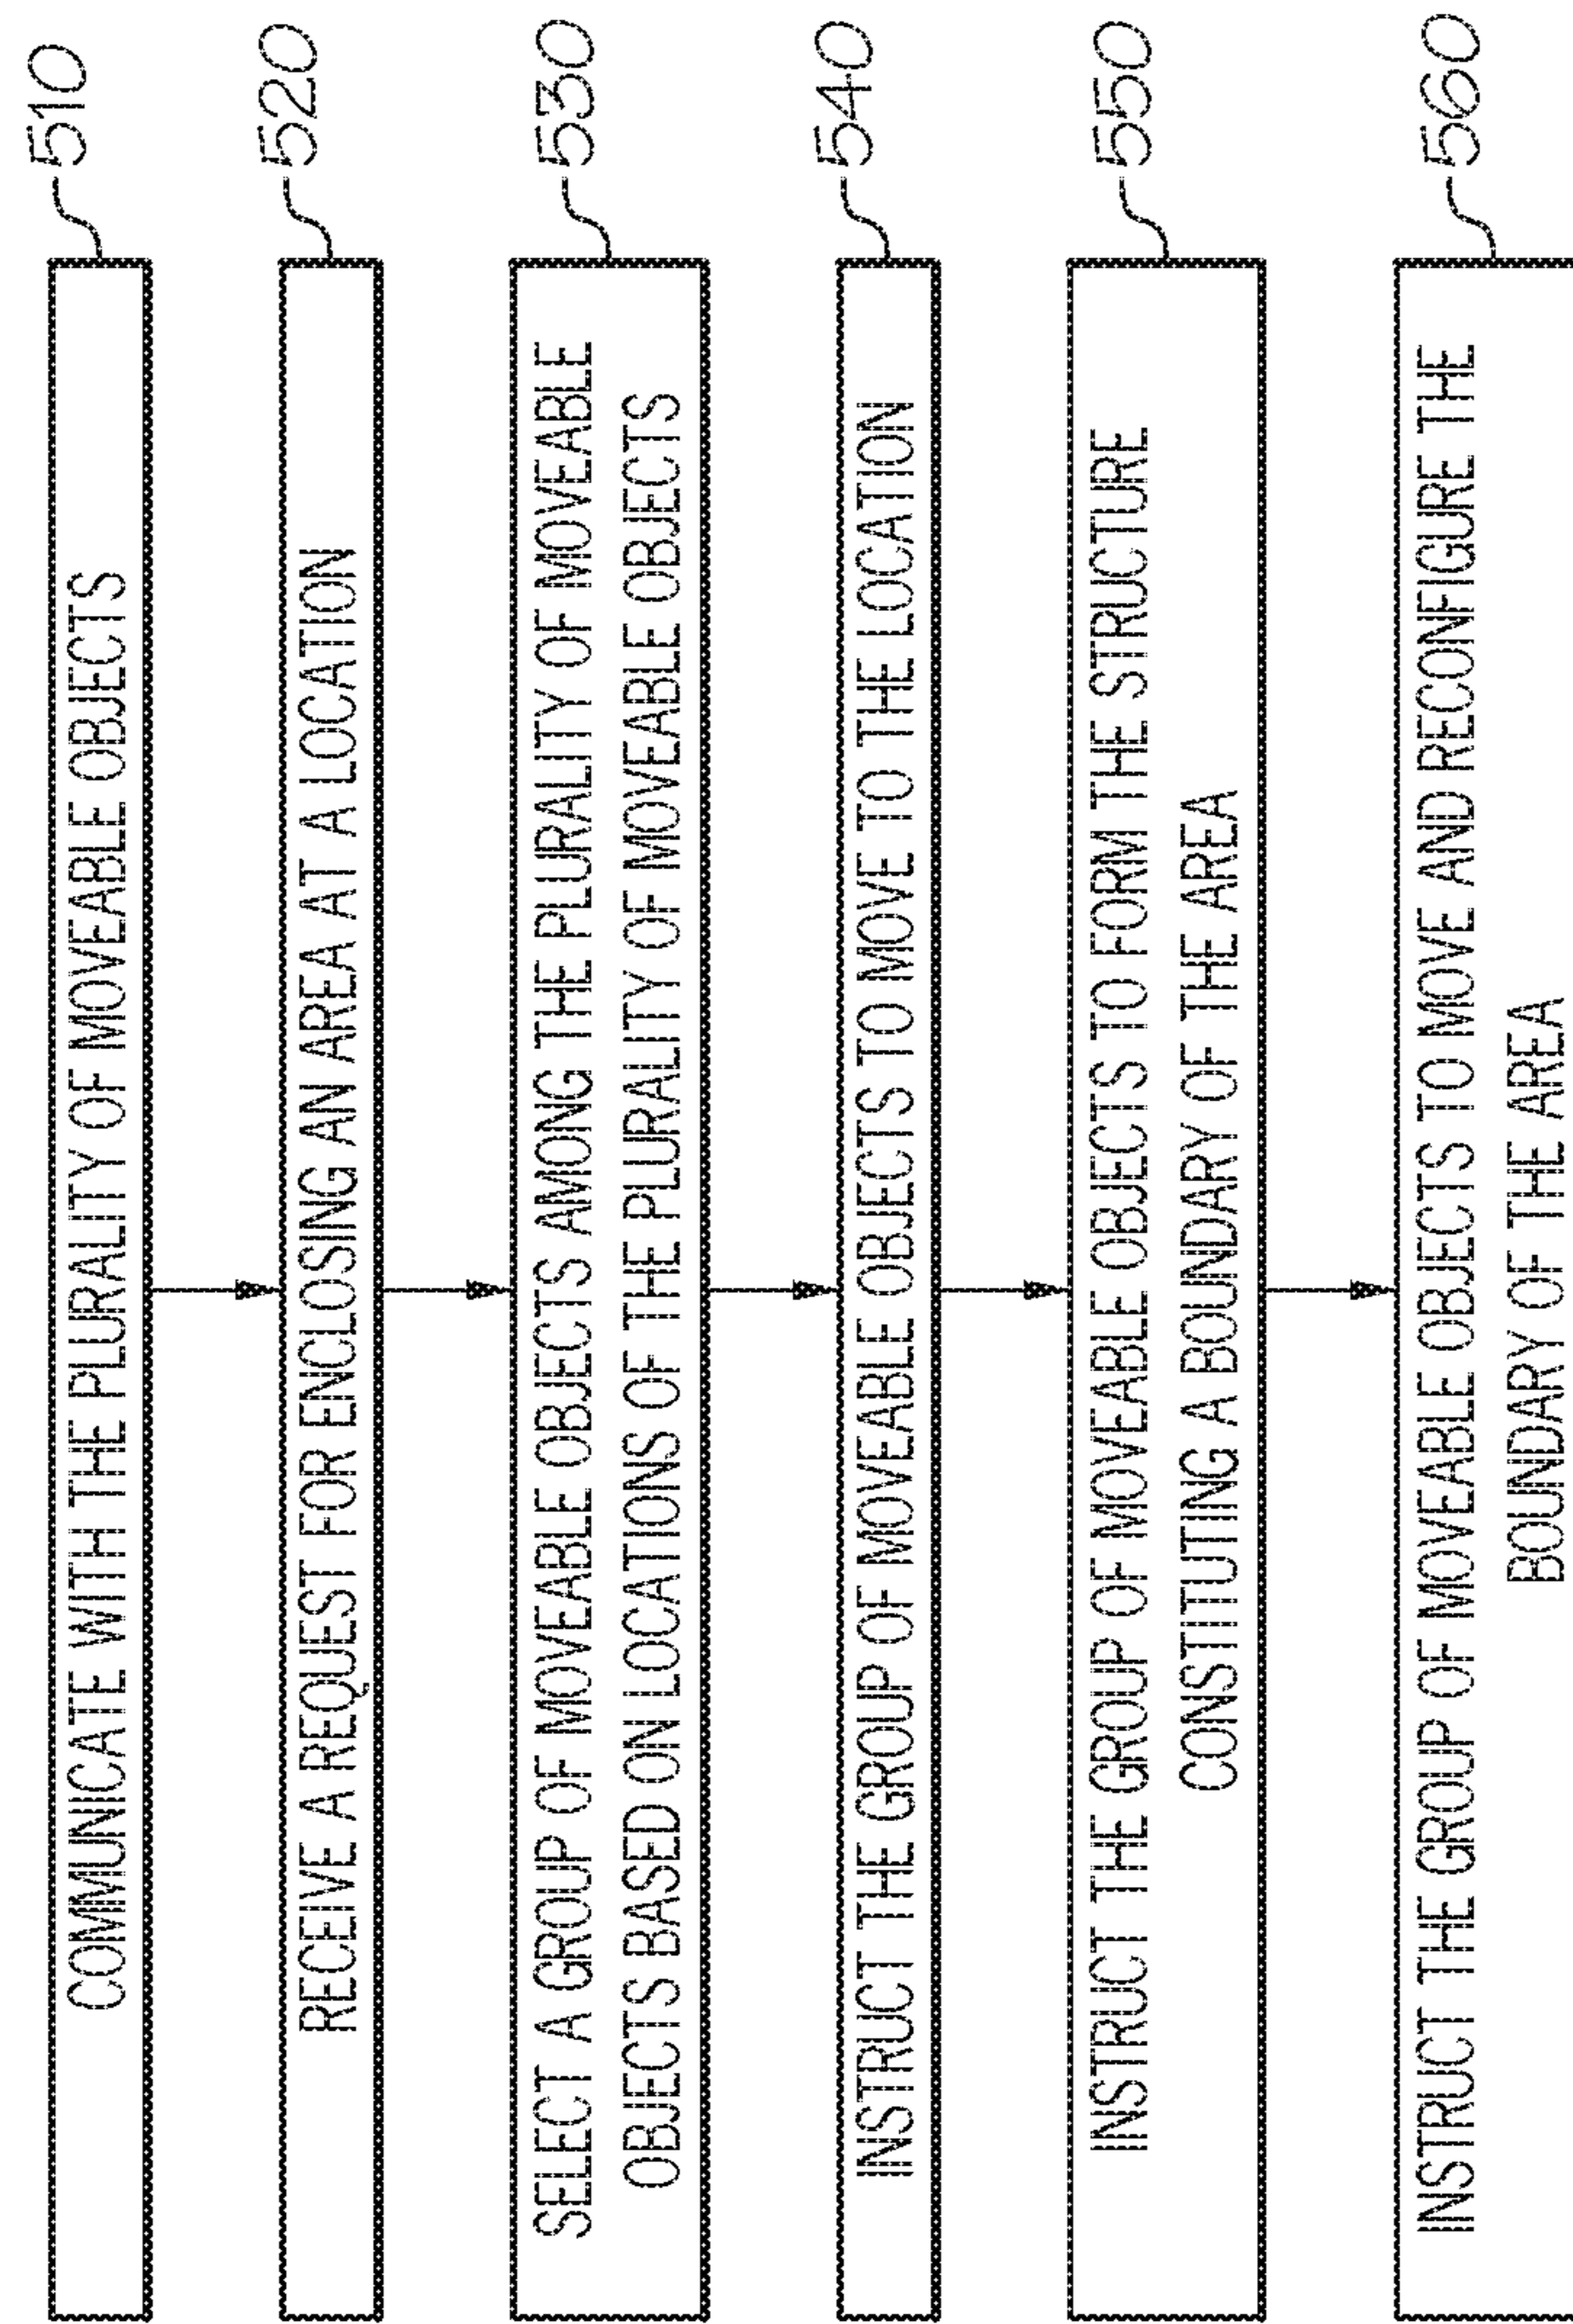 510
COMMUNICATE WITH THE PLURALITY OF MOVEABLE OBJECTS
520
RECEIVE A REQUEST FOR ENCLOSING AN AREA AT A LOCATION
530
SELECT A GROUP OF MOVEABLE OBJECTS AMONG THE PLURALITY OF MOVEABLE
OBJECTS BASED ON LOCATIONS OF THE PLURALITY OF MOVEABLE OBJECTS
540
INSTRUCT THE GROUP OF MOVEABLE OBJECTS TO MOVE TO THE LOCATION
550
INSTRUCT THE GROUP OF MOVEABLE OBJECTS TO FORM THE STRUCTURE
CONSTITUTING A BOUNDARY OF THE AREA
560
INSTRUCT THE GROUP OF MOVEABLE OBJECTS TO MOVE AND RECONFIGURE THE
BOUNDARY OF THE AREA